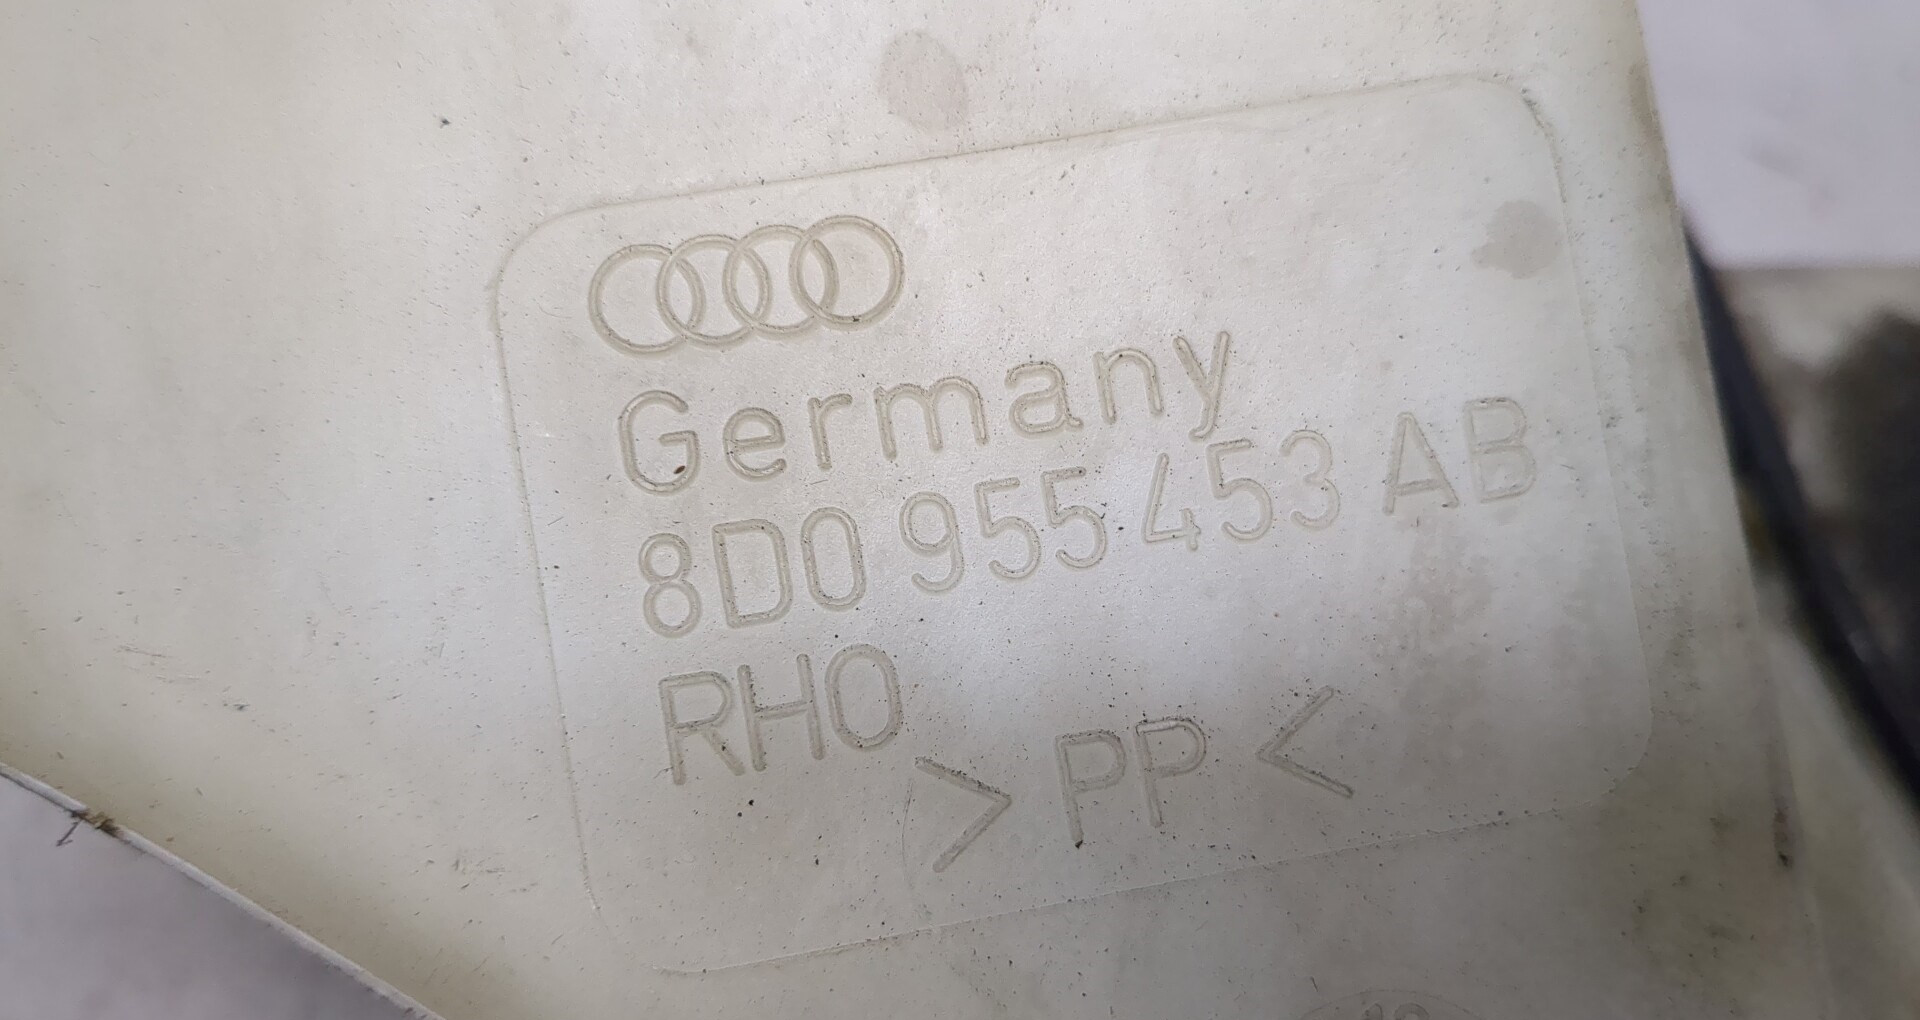 Germany
8D0 955 453 AB
RHO
> PP <